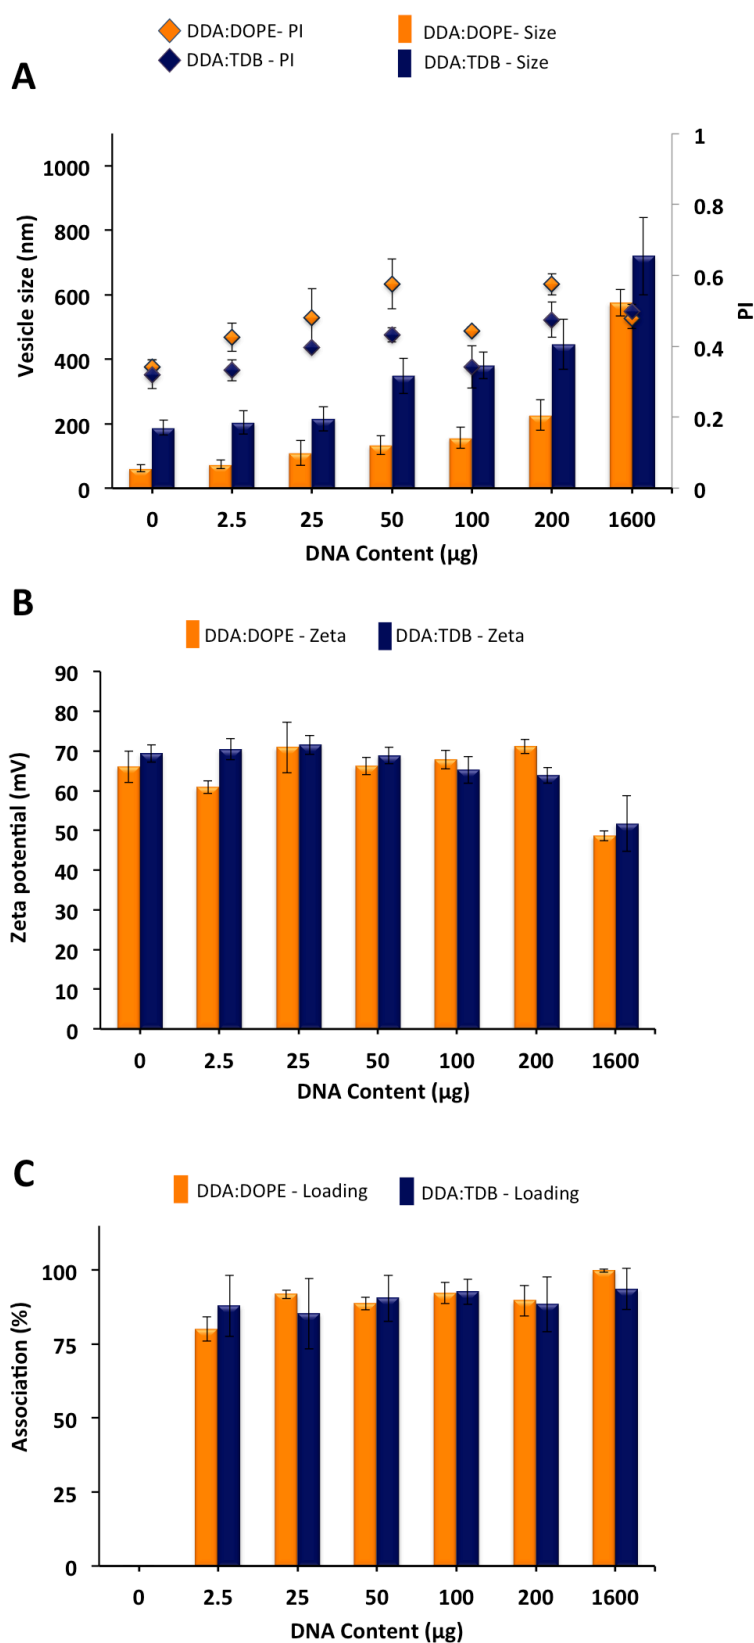 DDA:DOPE- PI DDA:DOPE- Size
DDA:TDB - PI DDA:TDB - Size
A
1000
800
600
400
200
0
Vesicle size (nm)
1
0.8
0.6
0.4
0.2
0
PI
0 2.5 25 50 100 200 1600
DNA Content (µg)
B
DDA:DOPE - Zeta DDA:TDB - Zeta
90
80
70
60
50
40
30
20
10
0
Zeta potential (mV)
0 2.5 25 50 100 200 1600
DNA Content (µg)
C
DDA:DOPE - Loading DDA:TDB - Loading
100
75
50
25
0
Association (%)
0 2.5 25 50 100 200 1600
DNA Content (µg)